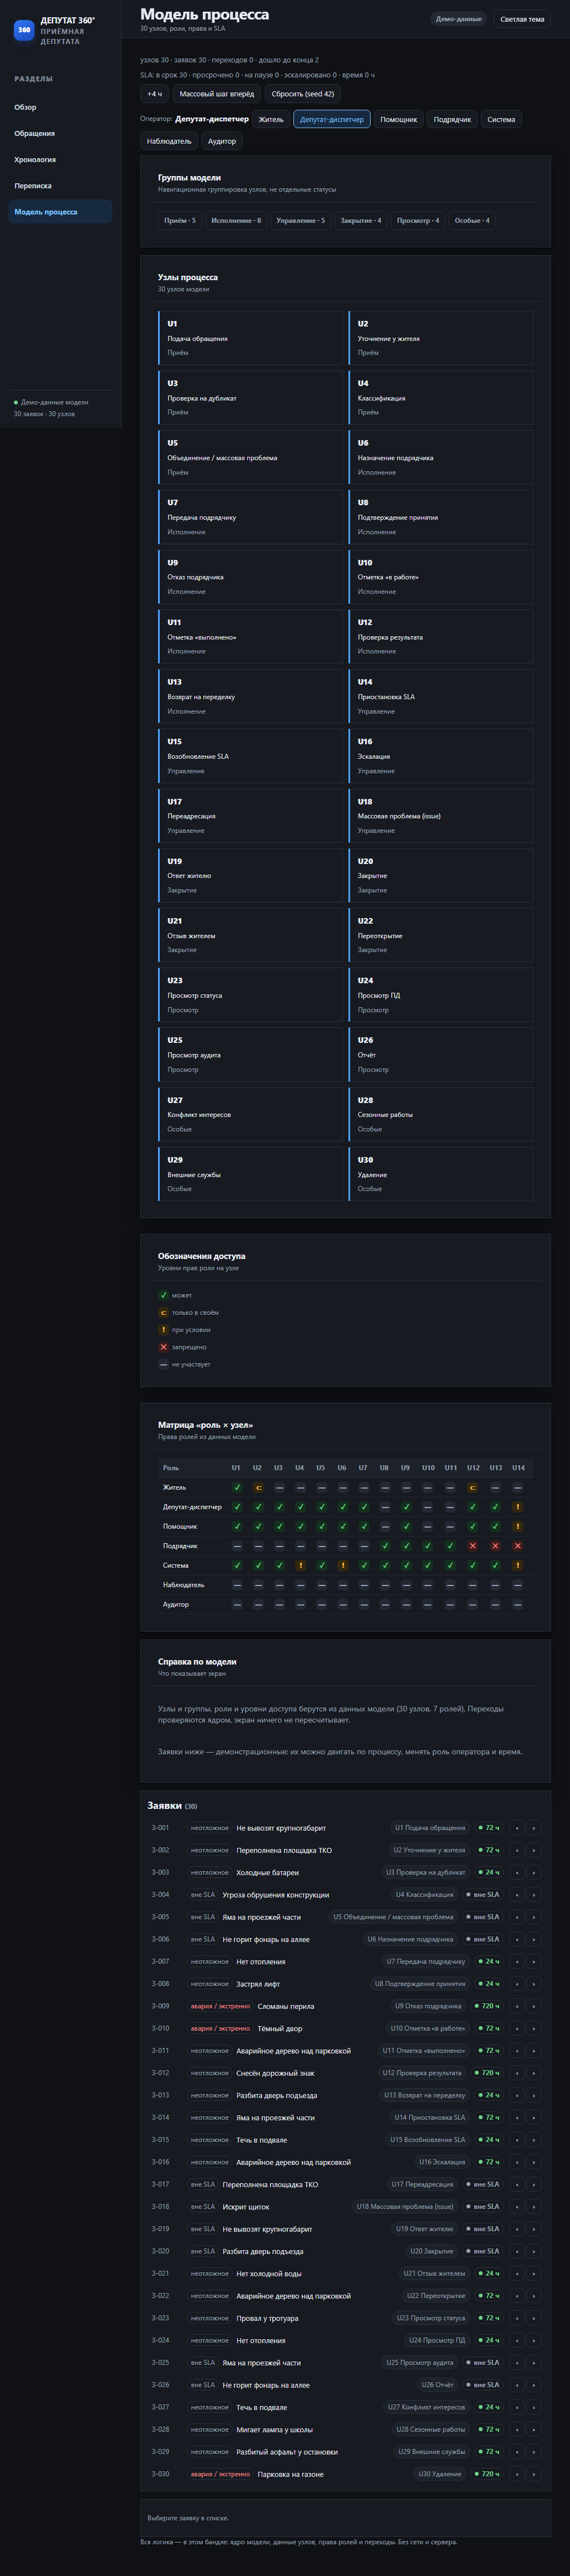 360
ДЕПУТАТ 360°
ПРИЁМНАЯ
ДЕПУТАТА
РАЗДЕЛЫ
Обзор
Обращения
Хронология
Переписка
Модель процесса
Демо-данные модели
30 заявок · 30 узлов
Модель процесса
30 узлов, роли, права и SLA
Демо-данные
Светлая тема
узлов 30 · заявок 30 · переходов 0 · дошло до конца 2
SLA: в срок 30 · просрочено 0 · на паузе 0 · эскалировано 0 · время 0 ч
+4 ч
Массовый шаг вперёд
Сбросить (seed 42)
Оператор: Депутат-диспетчер
Житель
Депутат-диспетчер
Помощник
Подрядчик
Система
Наблюдатель
Аудитор
Группы модели
Навигационная группировка узлов, не отдельные статусы
Приём · 5
Исполнение · 8
Управление · 5
Закрытие · 4
Просмотр · 4
Особые · 4
Узлы процесса
30 узлов модели
U1
Подача обращения
Приём
U2
Уточнение у жителя
Приём
U3
Проверка на дубликат
Приём
U4
Классификация
Приём
U5
Объединение / массовая проблема
Приём
U6
Назначение подрядчика
Исполнение
U7
Передача подрядчику
Исполнение
U8
Подтверждение принятия
Исполнение
U9
Отказ подрядчика
Исполнение
U10
Отметка «в работе»
Исполнение
U11
Отметка «выполнено»
Исполнение
U12
Проверка результата
Исполнение
U13
Возврат на переделку
Исполнение
U14
Приостановка SLA
Управление
U15
Возобновление SLA
Управление
U16
Эскалация
Управление
U17
Переадресация
Управление
U18
Массовая проблема (issue)
Управление
U19
Ответ жителю
Закрытие
U20
Закрытие
Закрытие
U21
Отзыв жителем
Закрытие
U22
Переоткрытие
Закрытие
U23
Просмотр статуса
Просмотр
U24
Просмотр ПД
Просмотр
U25
Просмотр аудита
Просмотр
U26
Отчёт
Просмотр
U27
Конфликт интересов
Особые
U28
Сезонные работы
Особые
U29
Внешние службы
Особые
U30
Удаление
Особые
Обозначения доступа
Уровни прав роли на узле
✓ может
с только в своём
! при условии
✕ запрещено
— не участвует
Матрица «роль × узел»
Права ролей из данных модели
Роль U1 U2 U3 U4 U5 U6 U7 U8 U9 U10 U11 U12 U13 U14
Житель ✓ с — — — — — — — — — с — —
Депутат-диспетчер ✓ ✓ ✓ ✓ ✓ ✓ ✓ — ✓ — — ✓ ✓ !
Помощник ✓ ✓ ✓ ✓ ✓ ✓ ✓ — ✓ — — ✓ ✓ !
Подрядчик — — — — — — — ✓ ✓ ✓ ✓ ✕ ✕ ✕
Система ✓ ✓ ✓ ! ✓ ! ✓ ✓ ✓ ✓ ✓ ✓ ✓ !
Наблюдатель — — — — — — — — — — — — — —
Аудитор — — — — — — — — — — — — — —
Справка по модели
Что показывает экран
Узлы и группы, роли и уровни доступа берутся из данных модели (30 узлов, 7 ролей). Переходы
проверяются ядром, экран ничего не пересчитывает.
Заявки ниже — демонстрационные: их можно двигать по процессу, менять роль оператора и время.
Заявки (30)
З-001 неотложное Не вывозят крупногабарит U1 Подача обращения 72 ч ‹ ›
З-002 неотложное Переполнена площадка ТКО U2 Уточнение у жителя 72 ч ‹ ›
З-003 неотложное Холодные батареи U3 Проверка на дубликат 24 ч ‹ ›
З-004 вне SLA Угроза обрушения конструкции U4 Классификация вне SLA ‹ ›
З-005 вне SLA Яма на проезжей части U5 Объединение / массовая проблема вне SLA ‹ ›
З-006 вне SLA Не горит фонарь на аллее U6 Назначение подрядчика вне SLA ‹ ›
З-007 неотложное Нет отопления U7 Передача подрядчику 24 ч ‹ ›
З-008 неотложное Застрял лифт U8 Подтверждение принятия 24 ч ‹ ›
З-009 авария / экстренно Сломаны перила U9 Отказ подрядчика 720 ч ‹ ›
З-010 авария / экстренно Тёмный двор U10 Отметка «в работе» 72 ч ‹ ›
З-011 неотложное Аварийное дерево над парковкой U11 Отметка «выполнено» 72 ч ‹ ›
З-012 неотложное Снесён дорожный знак U12 Проверка результата 720 ч ‹ ›
З-013 неотложное Разбита дверь подъезда U13 Возврат на переделку 24 ч ‹ ›
З-014 неотложное Яма на проезжей части U14 Приостановка SLA 72 ч ‹ ›
З-015 неотложное Течь в подвале U15 Возобновление SLA 24 ч ‹ ›
З-016 неотложное Аварийное дерево над парковкой U16 Эскалация 72 ч ‹ ›
З-017 вне SLA Переполнена площадка ТКО U17 Переадресация вне SLA ‹ ›
З-018 вне SLA Искрит щиток U18 Массовая проблема (issue) вне SLA ‹ ›
З-019 вне SLA Не вывозят крупногабарит U19 Ответ жителю вне SLA ‹ ›
З-020 вне SLA Разбита дверь подъезда U20 Закрытие вне SLA ‹ ›
З-021 неотложное Нет холодной воды U21 Отзыв жителем 24 ч ‹ ›
З-022 неотложное Аварийное дерево над парковкой U22 Переоткрытие 72 ч ‹ ›
З-023 неотложное Провал у тротуара U23 Просмотр статуса 72 ч ‹ ›
З-024 неотложное Нет отопления U24 Просмотр ПД 24 ч ‹ ›
З-025 вне SLA Яма на проезжей части U25 Просмотр аудита вне SLA ‹ ›
З-026 вне SLA Не горит фонарь на аллее U26 Отчёт вне SLA ‹ ›
З-027 неотложное Течь в подвале U27 Конфликт интересов 24 ч ‹ ›
З-028 неотложное Мигает лампа у школы U28 Сезонные работы 72 ч ‹ ›
З-029 неотложное Разбитый асфальт у остановки U29 Внешние службы 72 ч ‹ ›
З-030 авария / экстренно Парковка на газоне U30 Удаление 720 ч ‹ ›
Выберите заявку в списке.
Вся логика — в этом бандле: ядро модели, данные узлов, права ролей и переходы. Без сети и сервера.